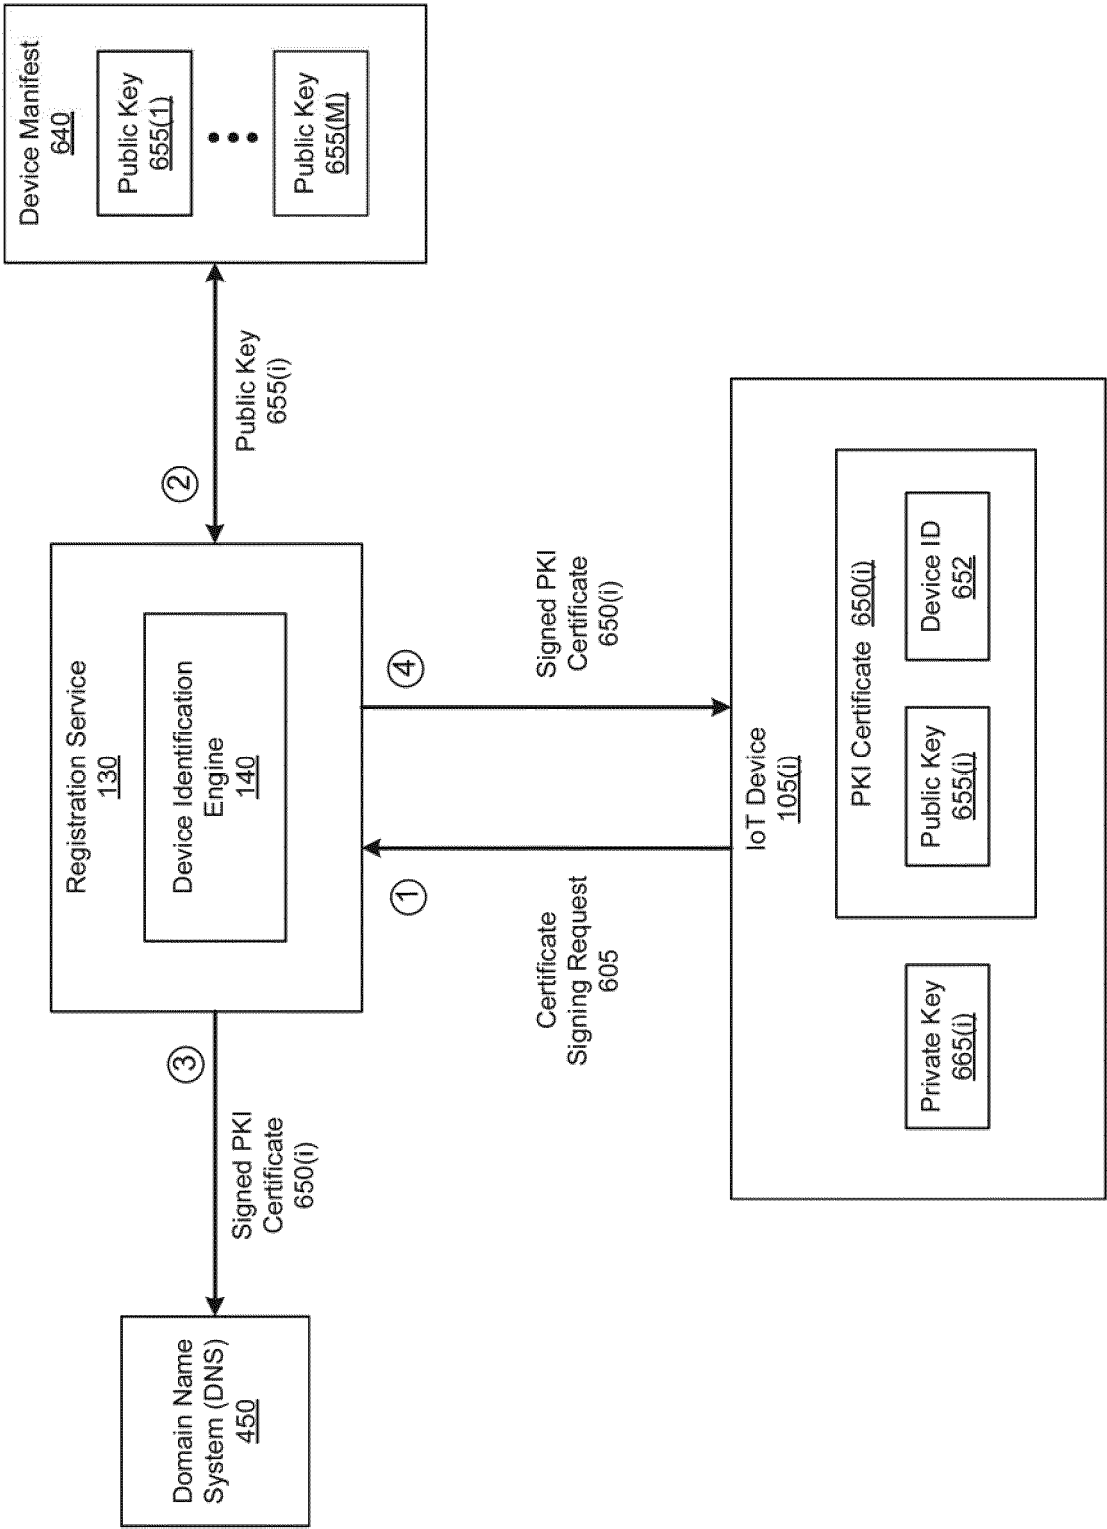 Domain Name
System (DNS)
450
③
Signed PKI
Certificate
650(i)
Registration Service
130
Device Identification
Engine
140
②
Public Key
655(i)
Device Manifest
640
Public Key
655(1)
Public Key
655(M)
①
Certificate
Signing Request
605
④
Signed PKI
Certificate
650(i)
IoT Device
105(i)
Private Key
665(i)
PKI Certificate 650(i)
Public Key
655(i)
Device ID
652